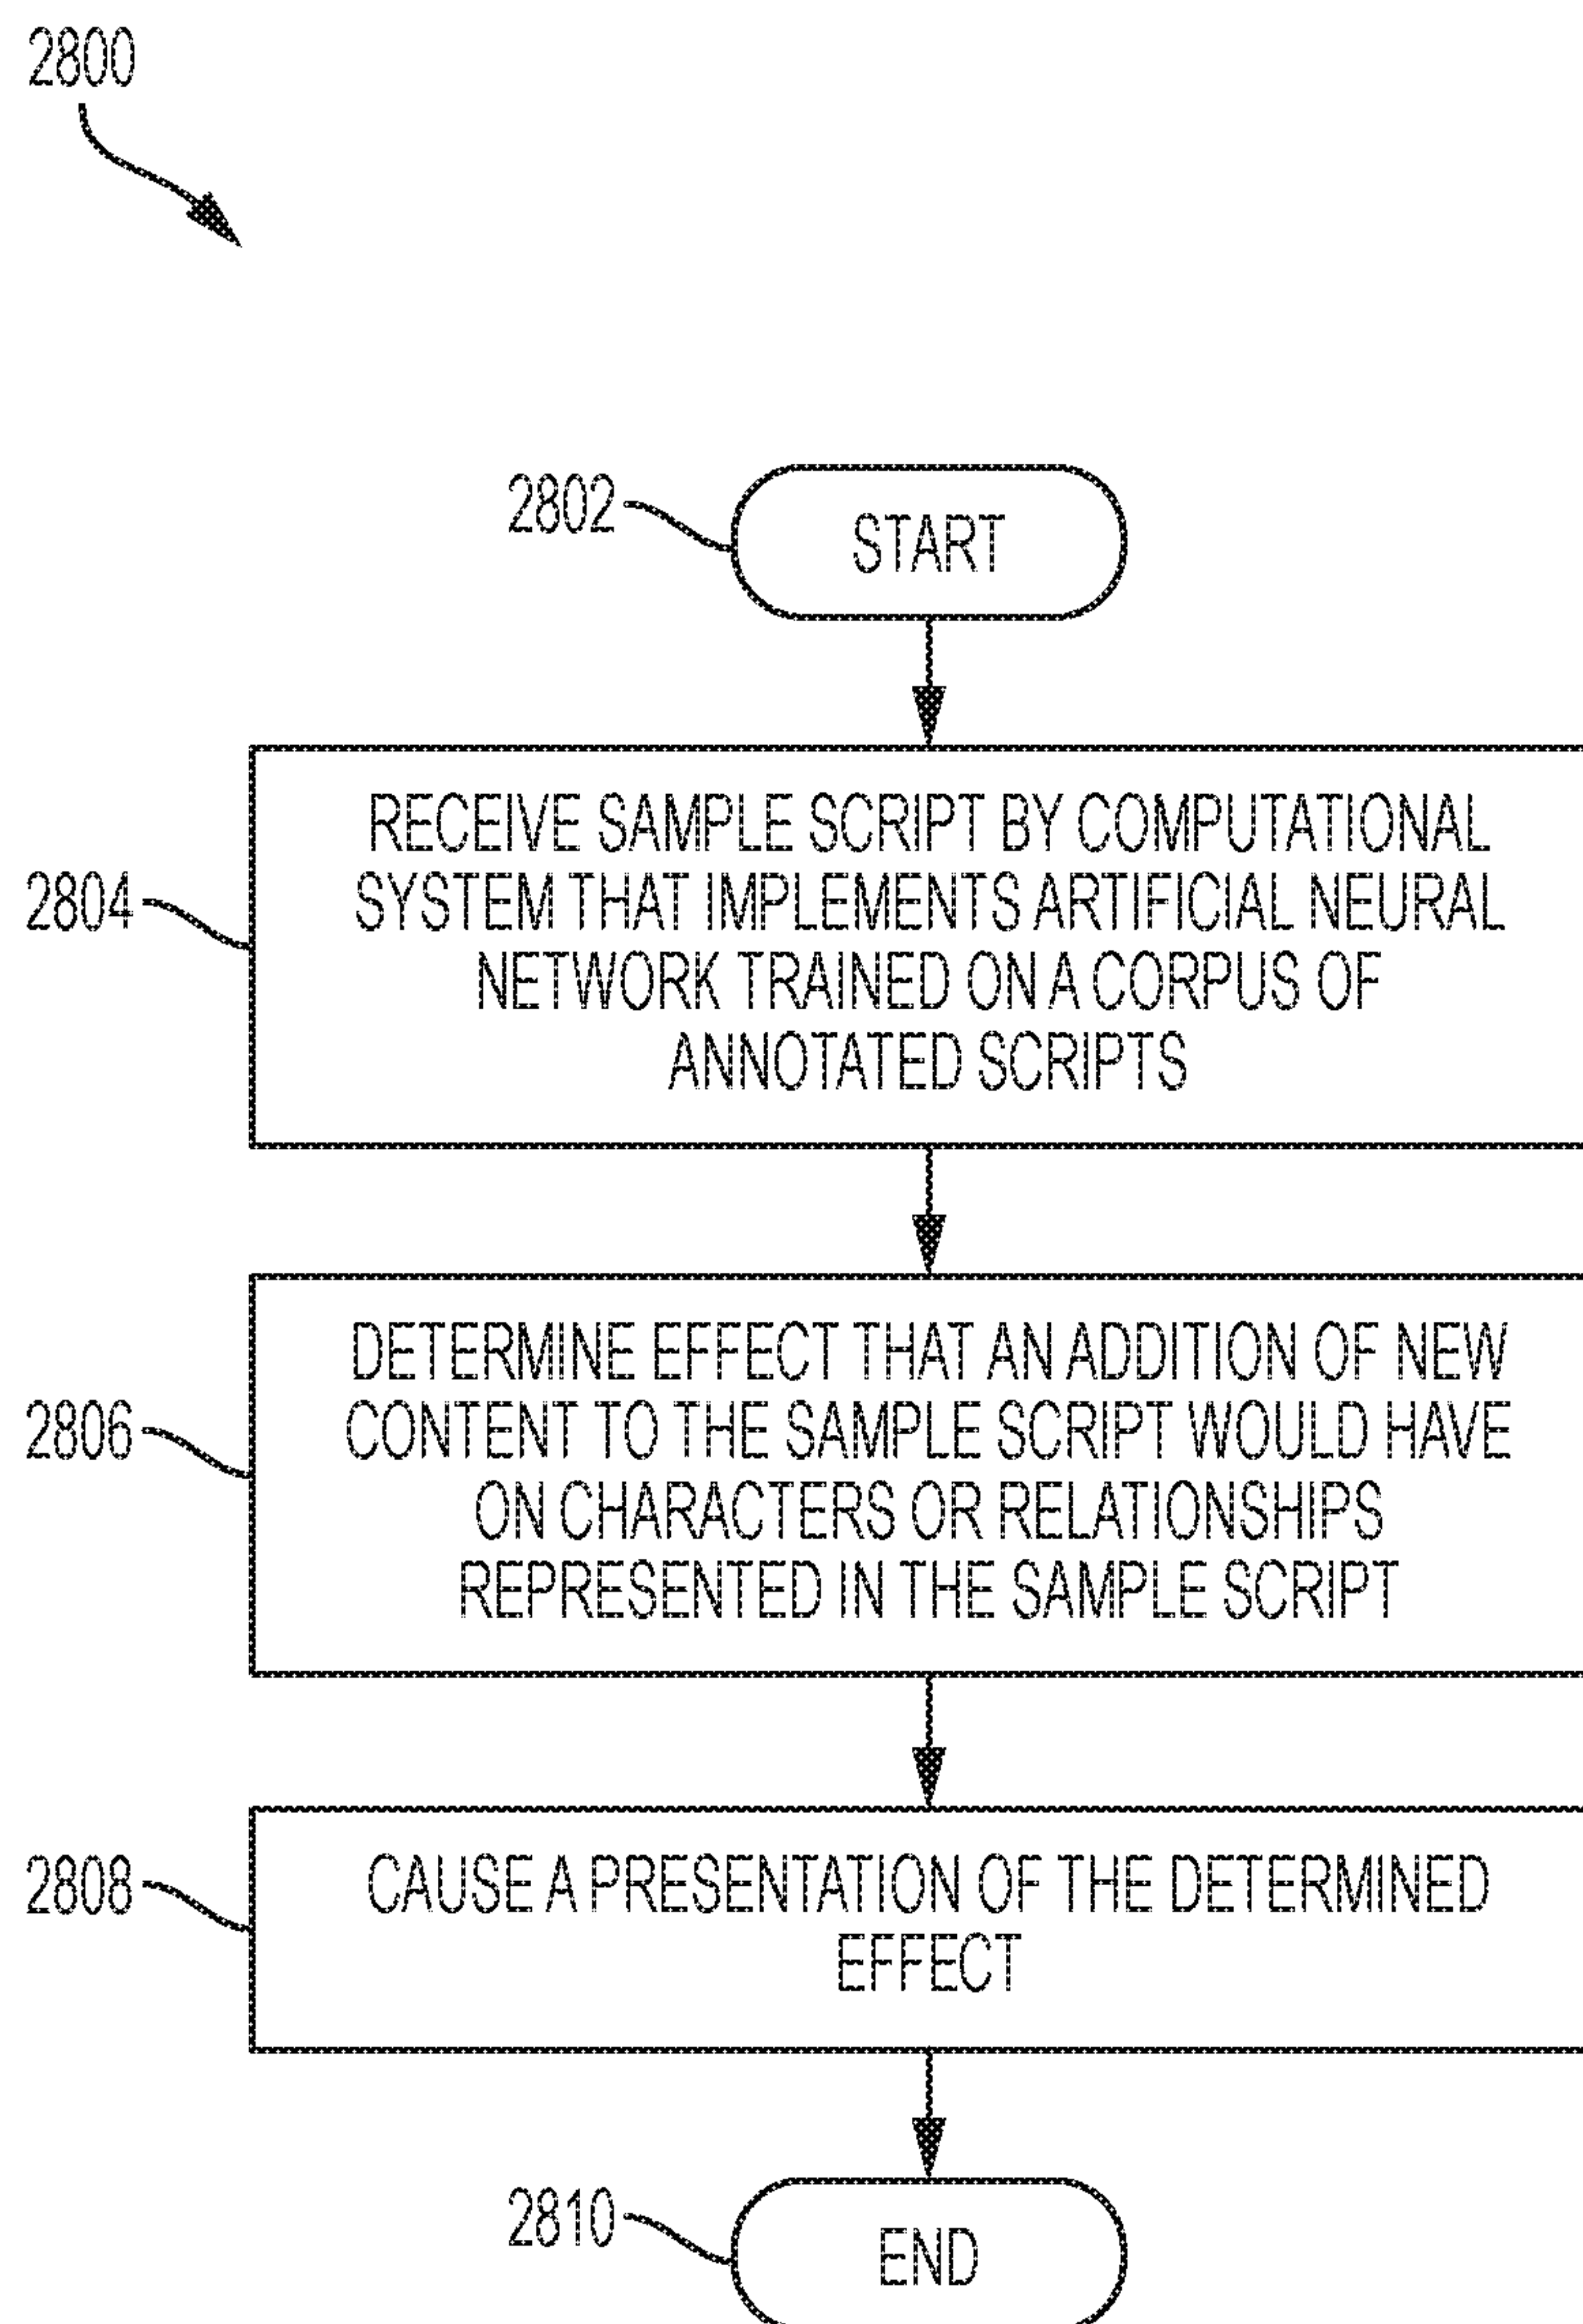 2800
2802
START
RECEIVE SAMPLE SCRIPT BY COMPUTATIONAL
2804
SYSTEM THAT IMPLEMENTS ARTIFICIAL NEURAL
NETWORK TRAINED ON A CORPUS OF
ANNOTATED SCRIPTS
DETERMINE EFFECT THAT AN ADDITION OF NEW
2806
CONTENT TO THE SAMPLE SCRIPT WOULD HAVE
ON CHARACTERS OR RELATIONSHIPS
REPRESENTED IN THE SAMPLE SCRIPT
2808
CAUSE A PRESENTATION OF THE DETERMINED
EFFECT
2810
END